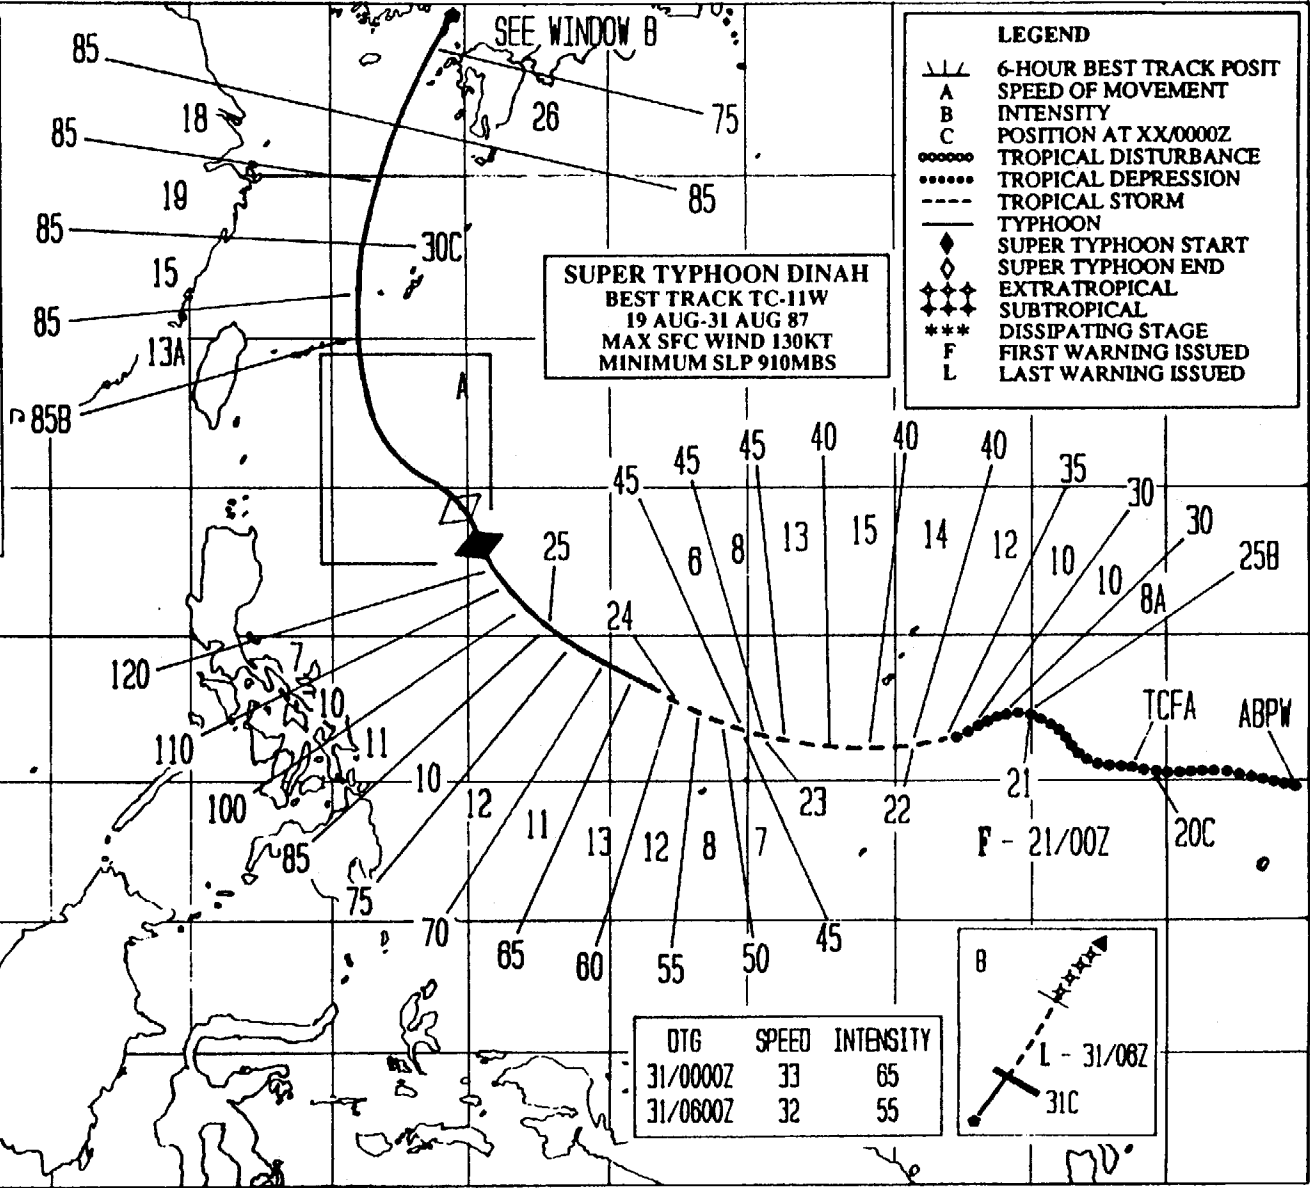 SEE WINDOW B
85
18
26
75
85
19
85
85
30C
15
85
13A
85B
A
LEGEND
6-HOUR BEST TRACK POSIT
A SPEED OF MOVEMENT
B INTENSITY
C POSITION AT XX/0000Z
TROPICAL DISTURBANCE
TROPICAL DEPRESSION
TROPICAL STORM
TYPHOON
SUPER TYPHOON START
SUPER TYPHOON END
EXTRATROPICAL
SUBTROPICAL
*** DISSIPATING STAGE
F FIRST WARNING ISSUED
L LAST WARNING ISSUED
SUPER TYPHOON DINAH
BEST TRACK TC-11W
19 AUG-31 AUG 87
MAX SFC WIND 130KT
MINIMUM SLP 910MBS
45 45 45 40 40 40 35 30 30 25B
6 8 13 15 14 12 10 10 8A
25
24
120
7
110
10
11
100
10
12
11
13
12
8
7
23
22
21
TCFA
ABPW
20C
F - 21/00Z
85
75
70
65
60
55
50
45
DTG SPEED INTENSITY
31/0000Z 33 65
31/0600Z 32 55
B
L - 31/06Z
31C